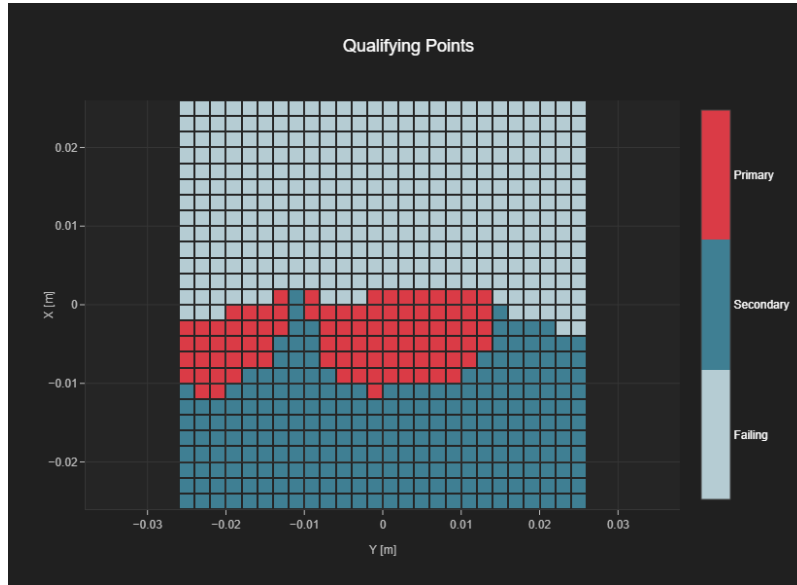 Qualifying Points
0.02
0.01
0
−0.01
−0.02
X [m]
−0.03
−0.02
−0.01
0
0.01
0.02
0.03
Y [m]
Primary
Secondary
Failing